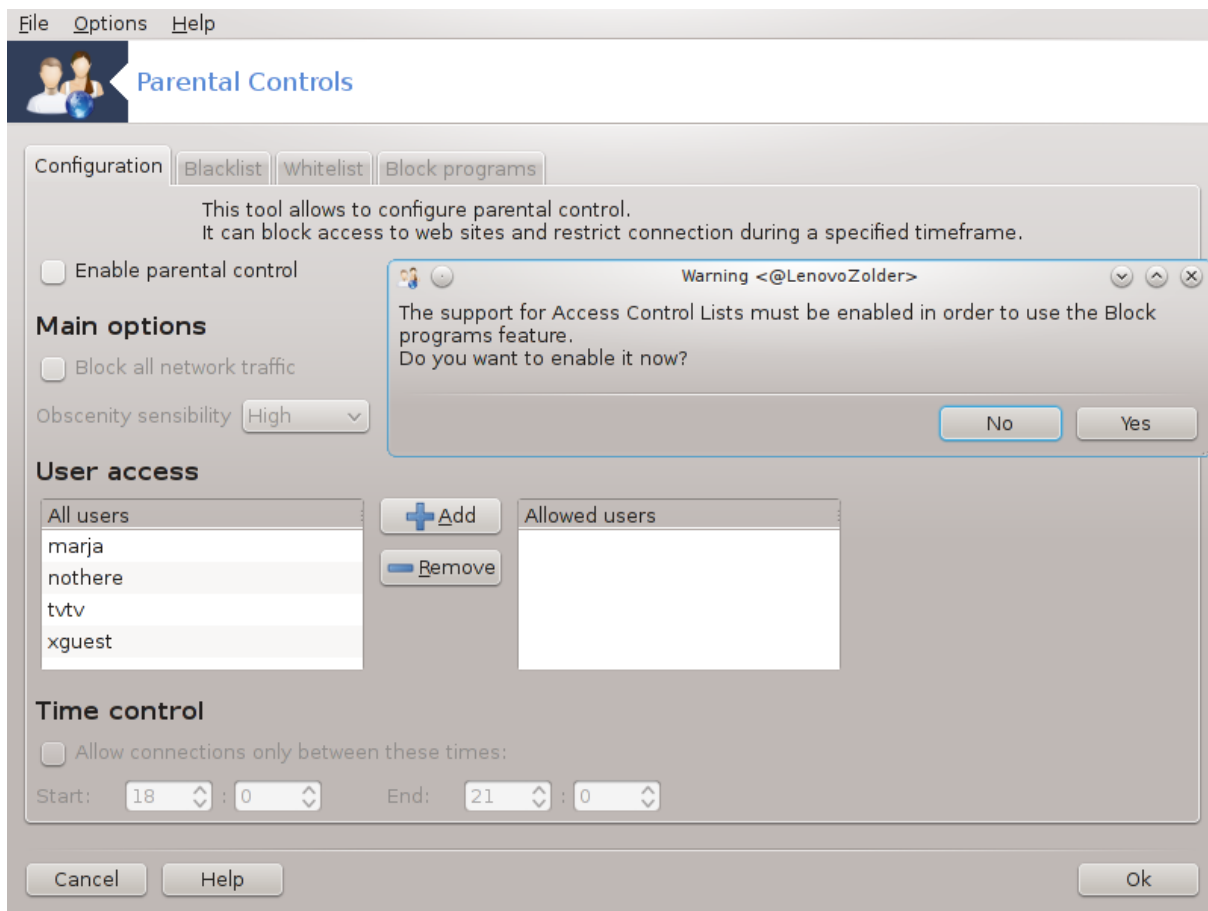 File Options Help
Parental Controls
Configuration Blacklist Whitelist Block programs
This tool allows to configure parental control.
It can block access to web sites and restrict connection during a specified timeframe.
Enable parental control
Warning <@LenovoZolder>
The support for Access Control Lists must be enabled in order to use the Block
programs feature.
Do you want to enable it now?
No Yes
Main options
Block all network traffic
Obscenity sensibility High
User access
All users
marja
nothere
tvtv
xguest
Add
Remove
Allowed users
Time control
Allow connections only between these times:
Start: 18 : 0 End: 21 : 0
Cancel Help Ok